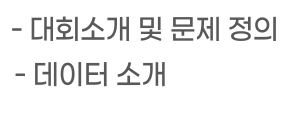 - 대회소개 및 문제 정의
- 데이터 소개